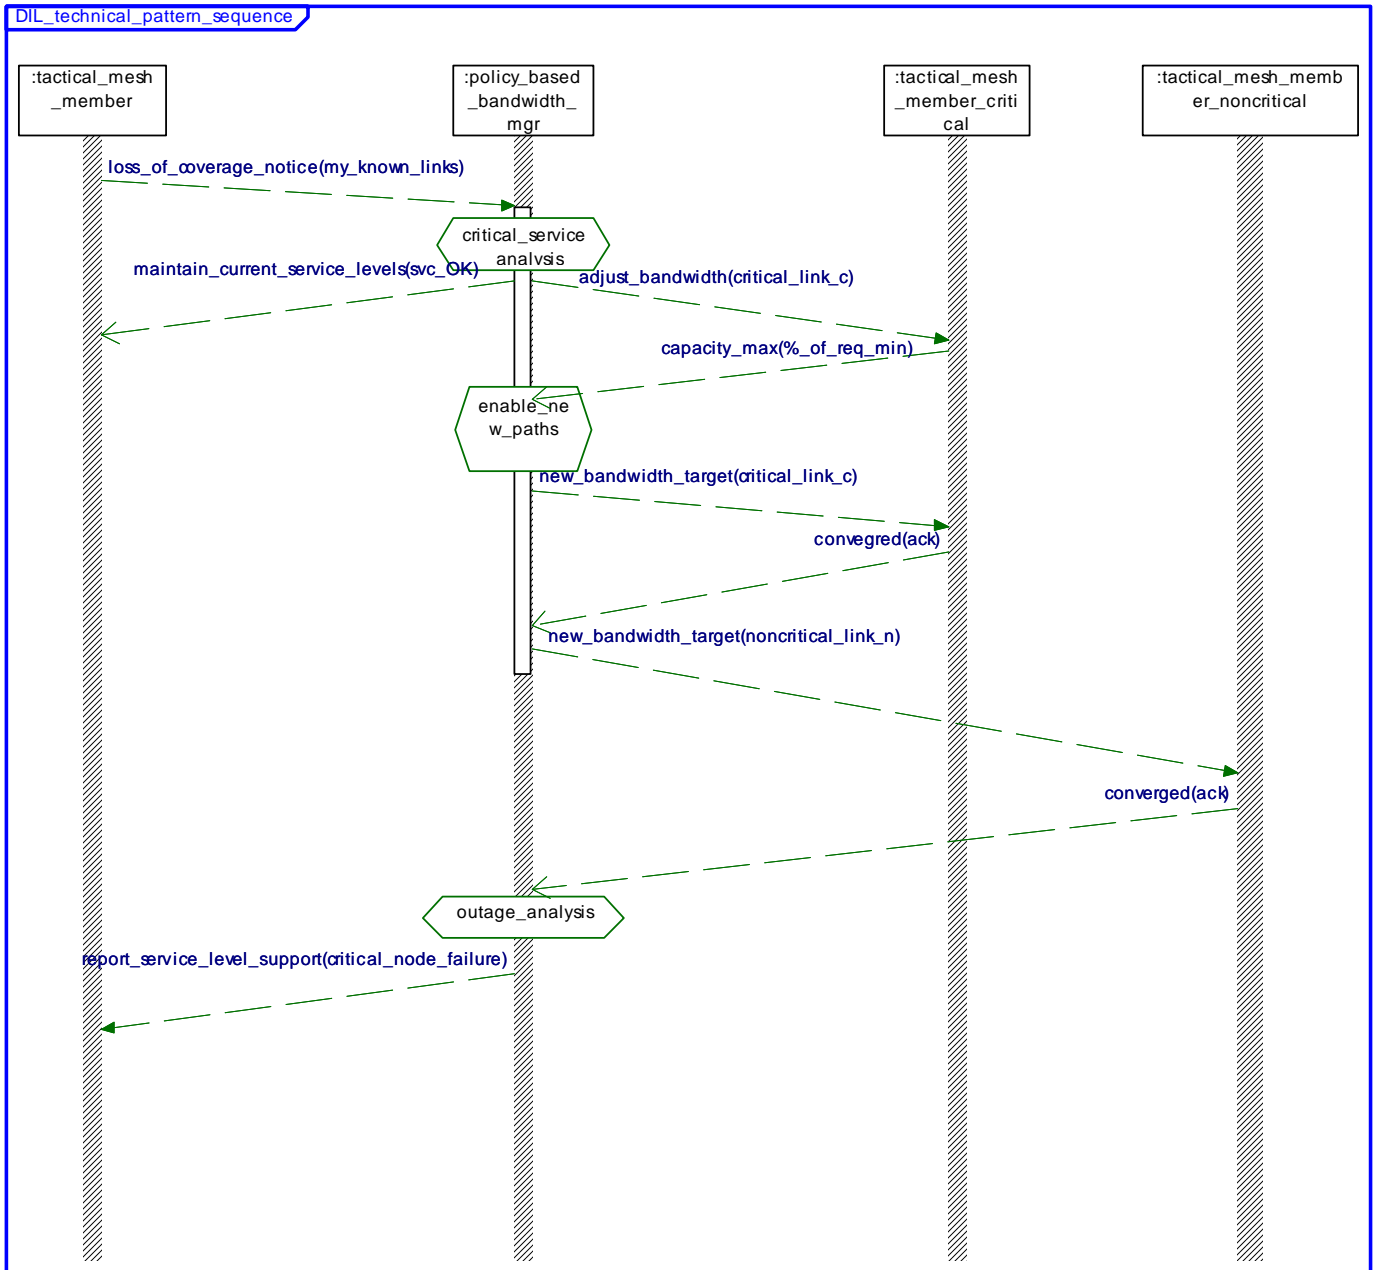 DIL_technical_pattern_sequence
:tactical_mesh
_member
:policy_based
_bandwidth_
mgr
:tactical_mesh
_member_criti
cal
:tactical_mesh_memb
er_noncritical
loss_of_coverage_notice(my_known_links)
critical_service
analysis
maintain_current_service_levels(svc_OK)
adjust_bandwidth(critical_link_c)
capacity_max(%_of_req_min)
enable_ne
w_paths
new_bandwidth_target(critical_link_c)
convegred(ack)
new_bandwidth_target(noncritical_link_n)
converged(ack)
outage_analysis
report_service_level_support(critical_node_failure)